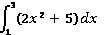 ∫₁³(2x² + 5)dx